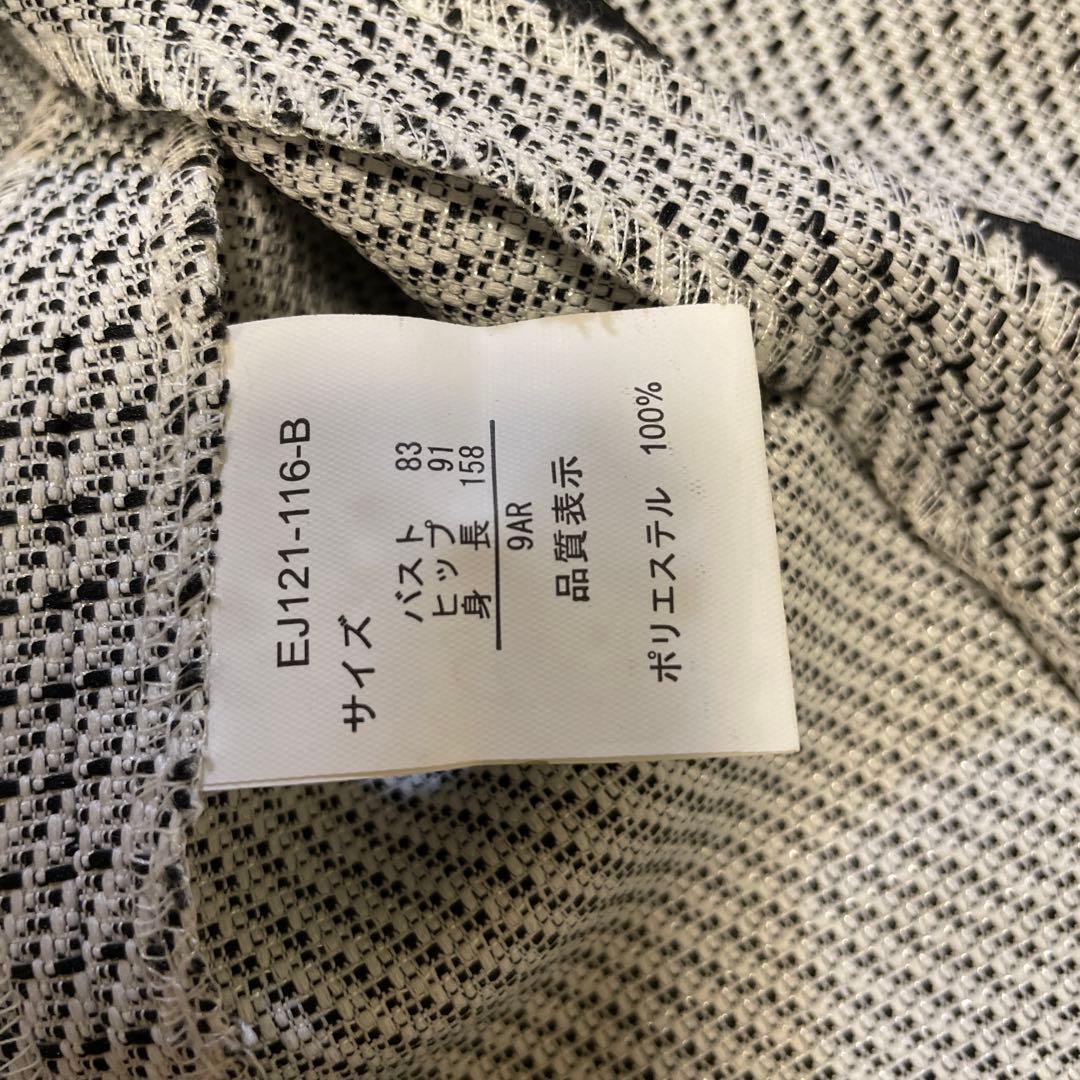 EJ121-116-B
サイズ
バスト 83
ヒップ 91
身長 158
9AR
品質表示
ポリエステル 100%